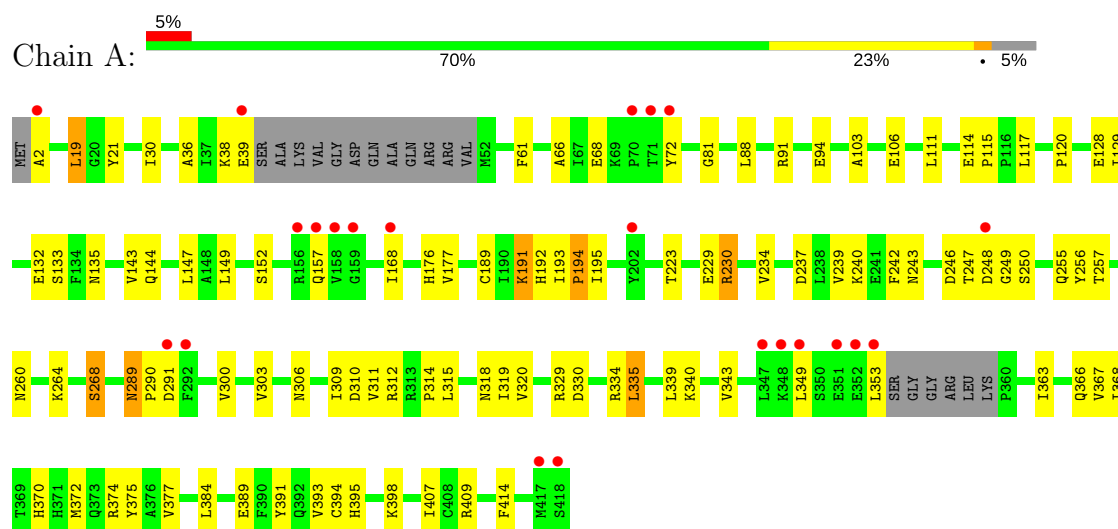 5%
Chain A:
70% 23% • 5%
MET A2 L19 G20 Y21 I30 A36 I37 K38 E39 SER ALA LYS VAL GLY ASP GLN ALA GLN ARG ARG VAL M52 F61 A66 I67 E68 K69 P70 T71 Y72 G81 L88 R91 E94 A103 E106 L111 E114 P115 P116 L117 P120 E128 I129
E132 S133 F134 N135 V143 Q144 L147 A148 L149 S152 R156 Q157 V158 G159 I168 H176 V177 C189 I190 K191 H192 I193 P194 I195 Y202 T223 E229 R230 V234 D237 L238 V239 K240 E241 F242 N243 D246 T247 D248 G249 S250 Q255 Y256 T257
N260 K264 S268 N289 P290 D291 F292 V300 V303 N306 I309 D310 V311 R312 R313 P314 L315 N318 I319 V320 R329 D330 R334 L335 L339 K340 V343 L347 K348 L349 S350 E351 E352 L353 SER GLY GLY ARG LEU LYS P360 I363 Q366 V367 I368
T369 H370 H371 M372 Q373 R374 Y375 A376 V377 L384 E389 F390 Y391 Q392 V393 C394 H395 K398 I407 C408 R409 F414 M417 S418